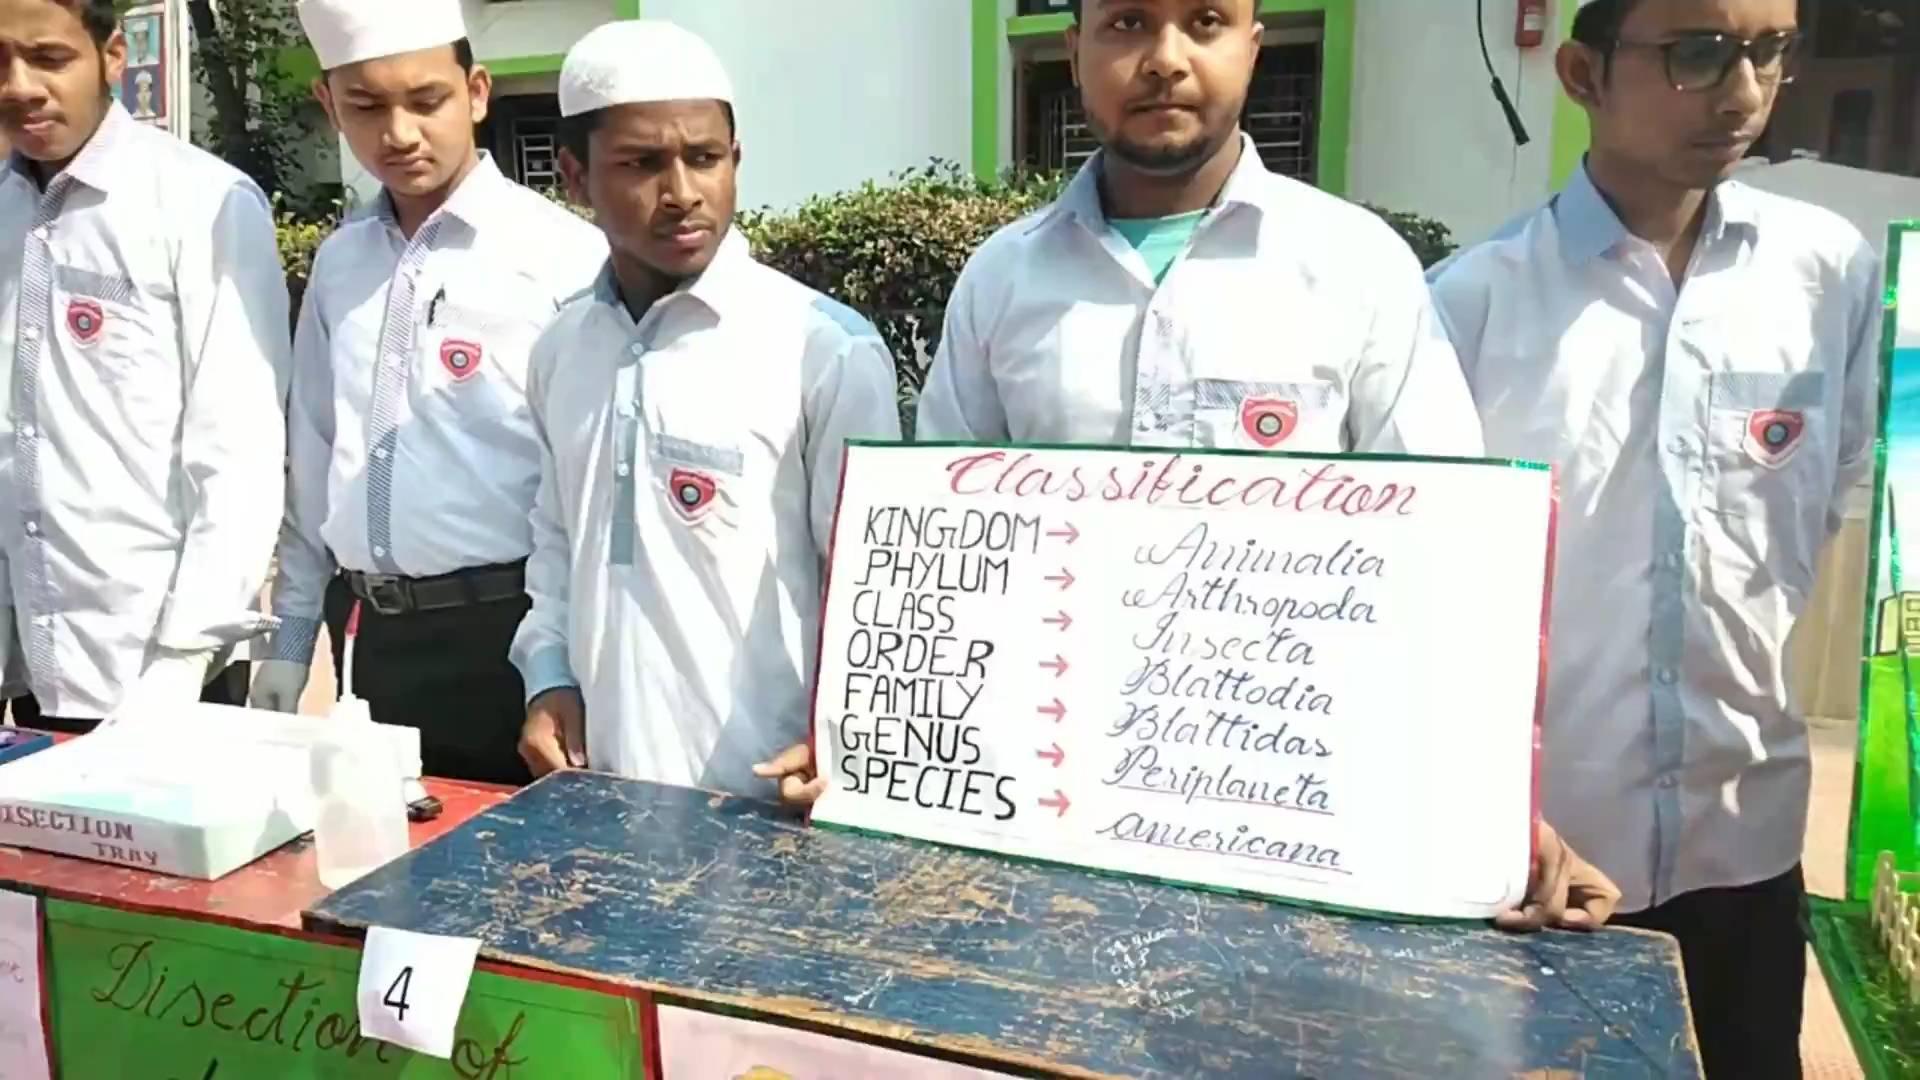 Classification
KINGDOM → Animalia
PHYLUM → Arthropoda
CLASS → Insecta
ORDER → Blattodia
FAMILY → Blattidas
GENUS → Periplaneta
SPECIES → americana
DISECTION
TRAY
4
Disection of